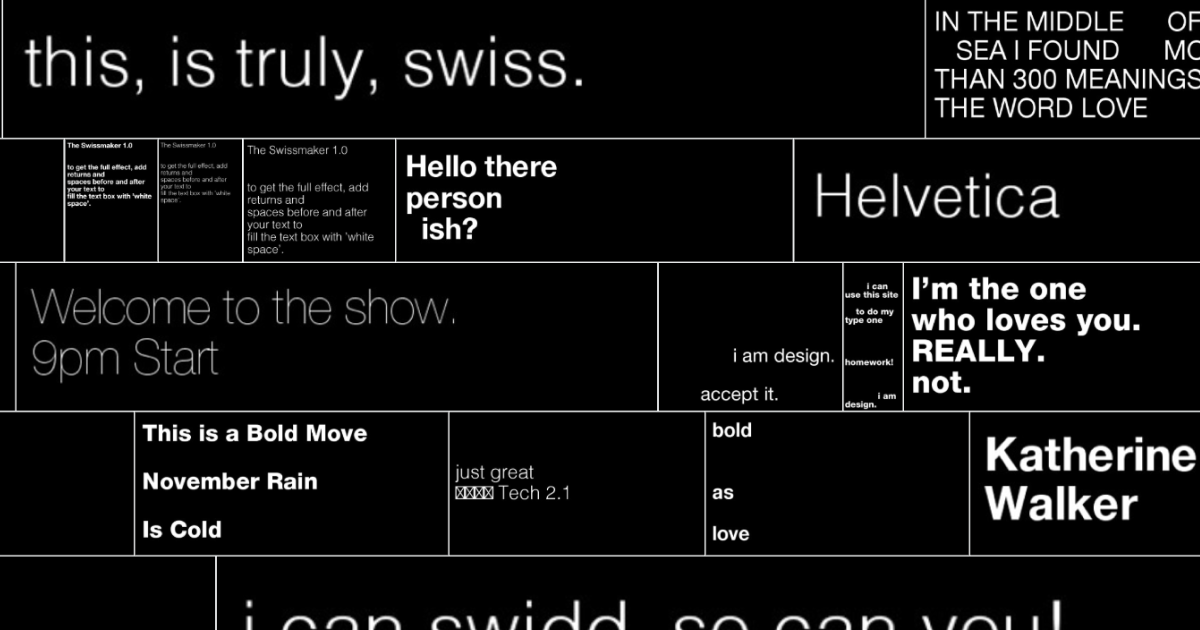 this, is truly, swiss.
IN THE MIDDLE OF
SEA I FOUND MO
THAN 300 MEANINGS
THE WORD LOVE
The Swissmaker 1.0
to get the full effect, add
returns and
spaces before and after
your text to
fill the text box with 'white
space'.
The Swissmaker 1.0
to get the full effect, add
returns and
spaces before and after
your text to
fill the text box with 'white
space'.
The Swissmaker 1.0
to get the full effect, add
returns and
spaces before and after
your text to
fill the text box with 'white
space'.
Hello there
person
ish?
Helvetica
Welcome to the show.
9pm Start
i am design.
accept it.
i can
use this site
to do my
type one
homework!
i am
design.
I'm the one
who loves you.
REALLY.
not.
This is a Bold Move
November Rain
Is Cold
just great
Tech 2.1
bold
as
love
Katherine
Walker
i can swidd, so can you!